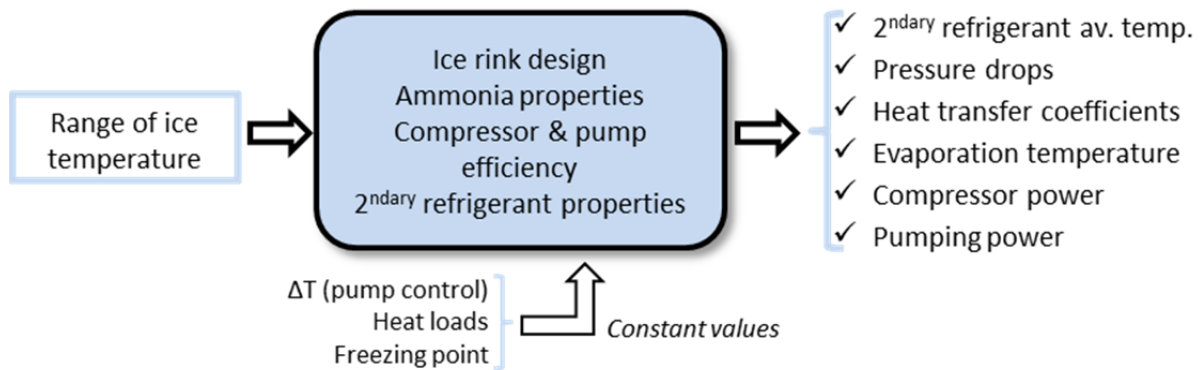 Range of ice
temperature
Ice rink design
Ammonia properties
Compressor & pump
efficiency
2ndary refrigerant properties
ΔT (pump control)
Heat loads
Freezing point
Constant values
✓ 2ndary refrigerant av. temp.
✓ Pressure drops
✓ Heat transfer coefficients
✓ Evaporation temperature
✓ Compressor power
✓ Pumping power